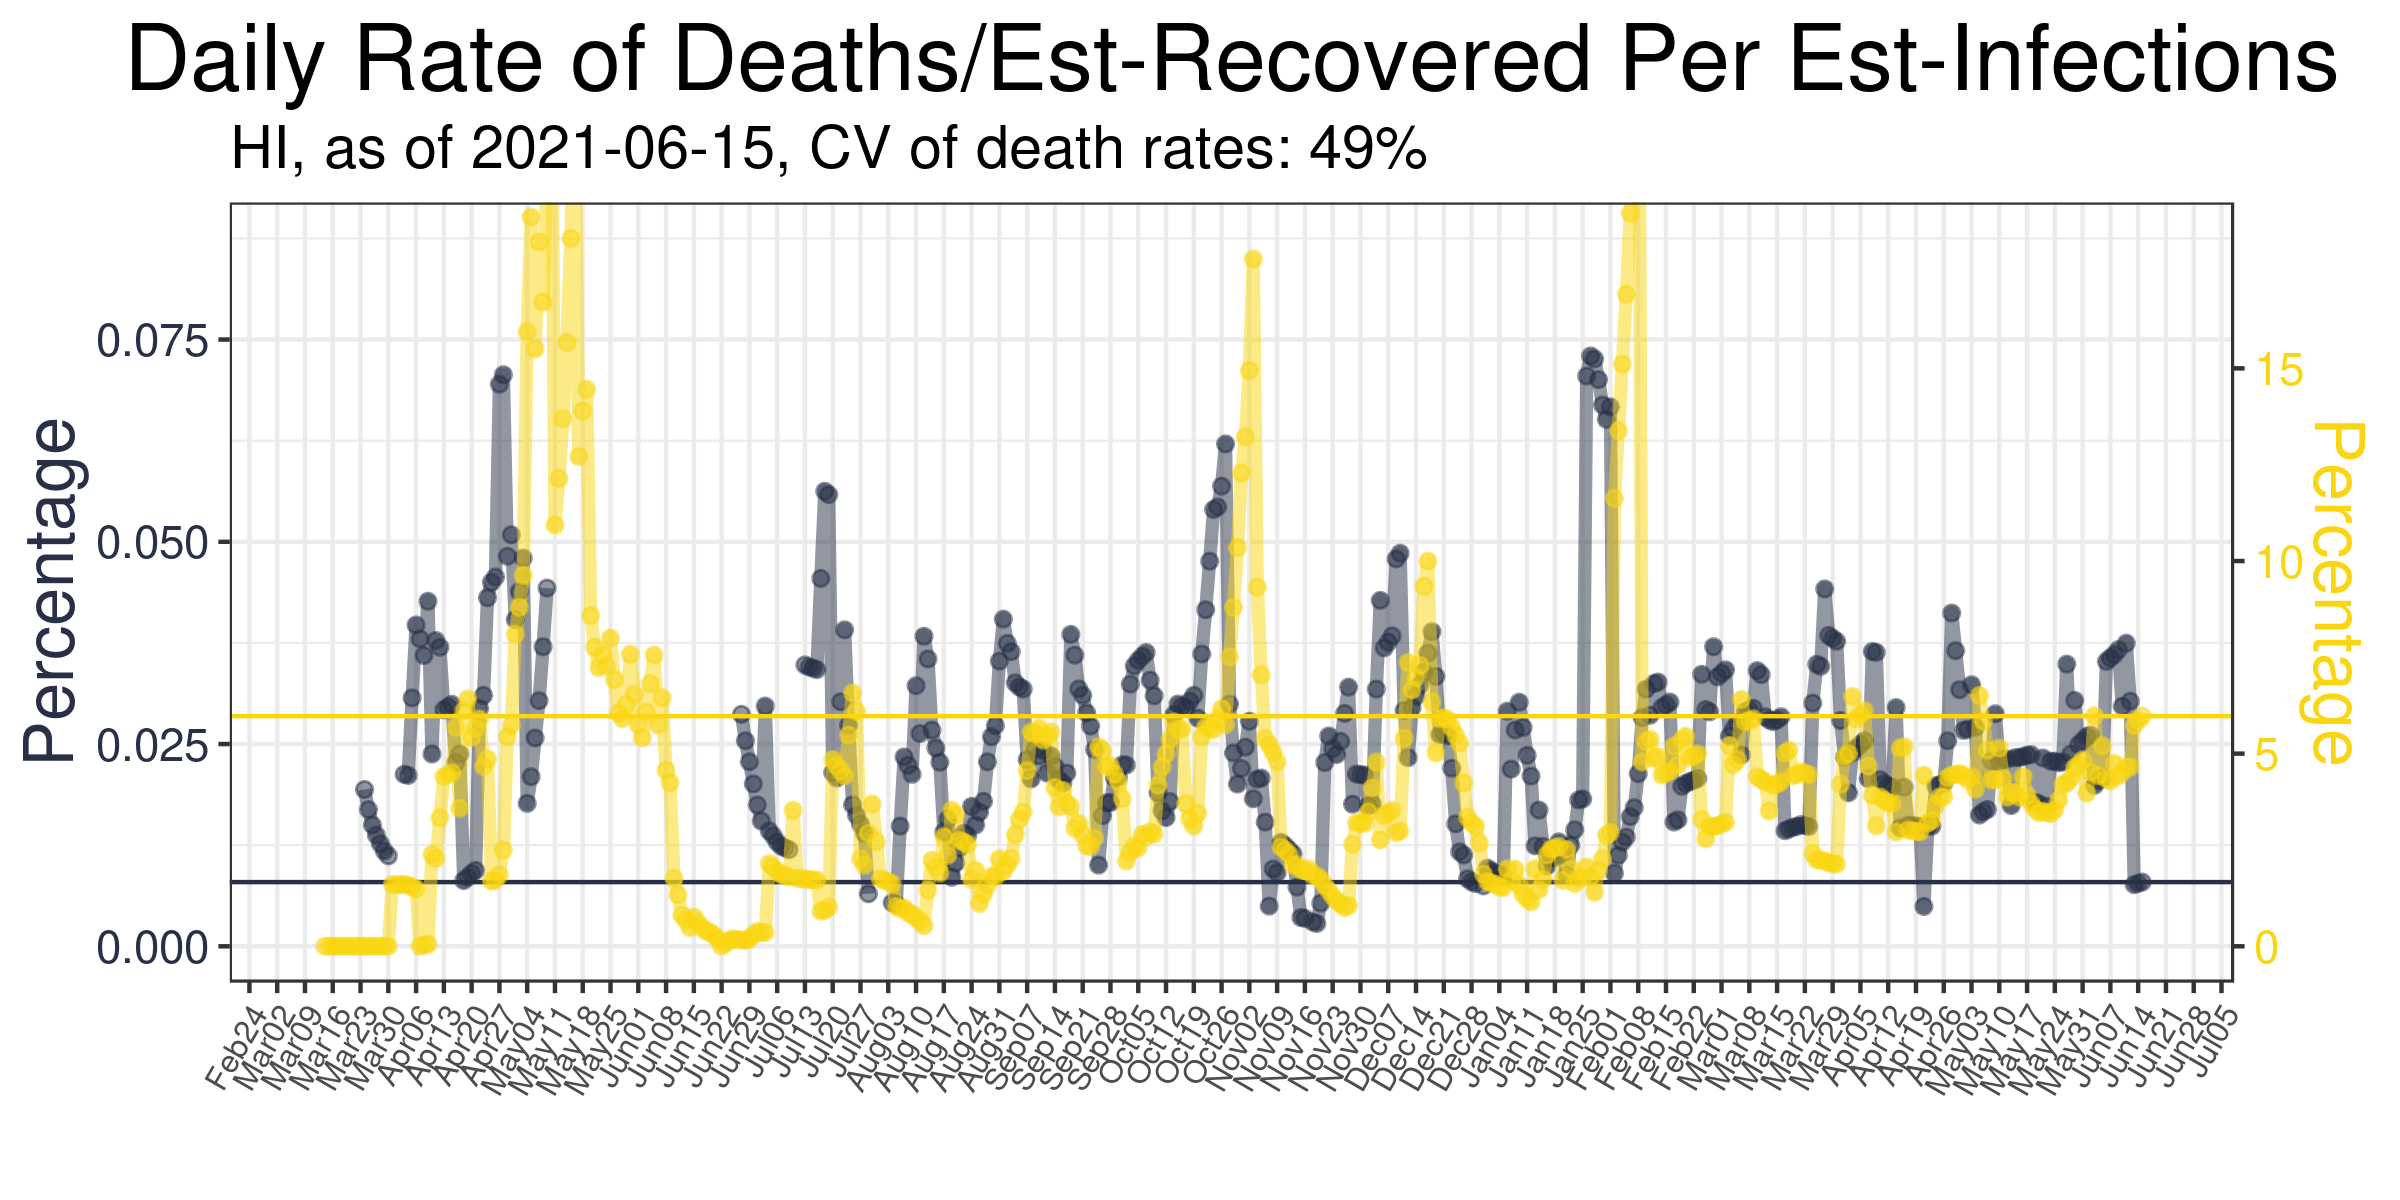 Daily Rate of Deaths/Est-Recovered Per Est-Infections
HI, as of 2021-06-15, CV of death rates: 49%
Percentage
0.075
0.050
0.025
0.000
15
10
5
0
Percentage
Feb24
Mar02
Mar09
Mar16
Mar23
Mar30
Apr06
Apr13
Apr20
Apr27
May04
May11
May18
May25
Jun01
Jun08
Jun15
Jun22
Jun29
Jul06
Jul13
Jul20
Jul27
Aug03
Aug10
Aug17
Aug24
Aug31
Sep07
Sep14
Sep21
Sep28
Oct05
Oct12
Oct19
Oct26
Nov02
Nov09
Nov16
Nov23
Nov30
Dec07
Dec14
Dec21
Dec28
Jan04
Jan11
Jan18
Jan25
Feb01
Feb08
Feb15
Feb22
Mar01
Mar08
Mar15
Mar22
Mar29
Apr05
Apr12
Apr19
Apr26
May03
May10
May17
May24
May31
Jun07
Jun14
Jun21
Jun28
Jul05